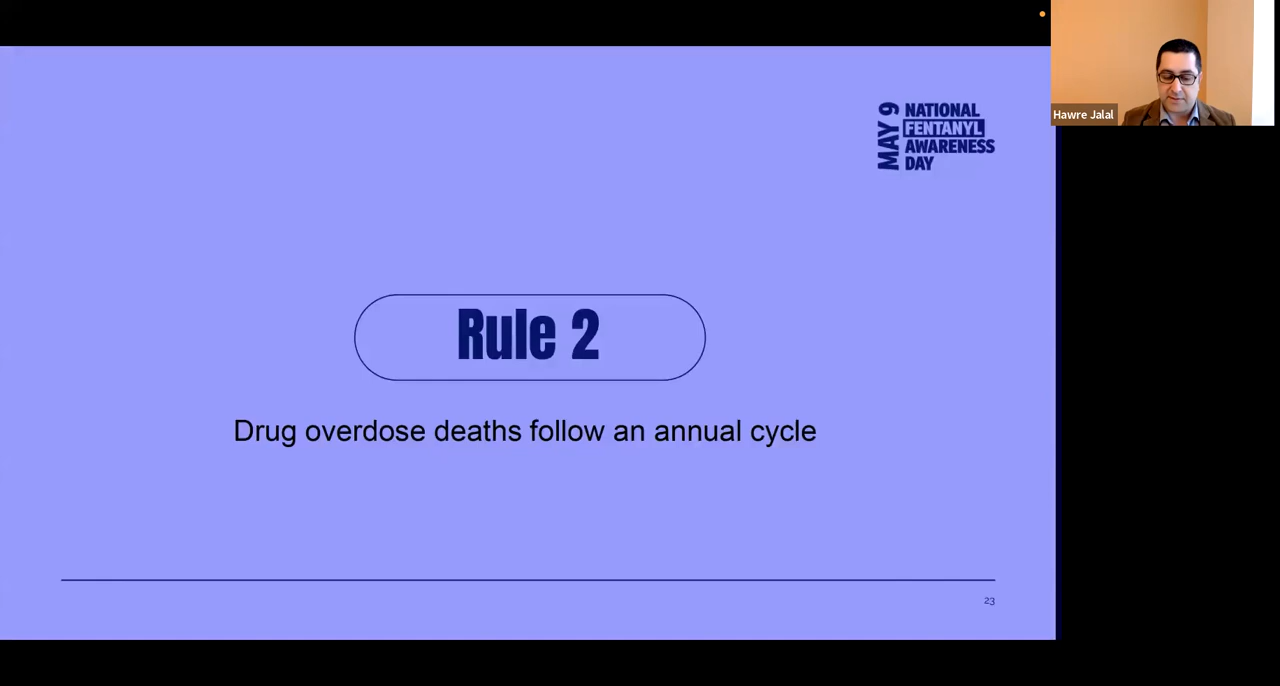 MAY 9
NATIONAL
FENTANYL
AWARENESS
DAY
Hawre Jalal
Rule 2
Drug overdose deaths follow an annual cycle
23